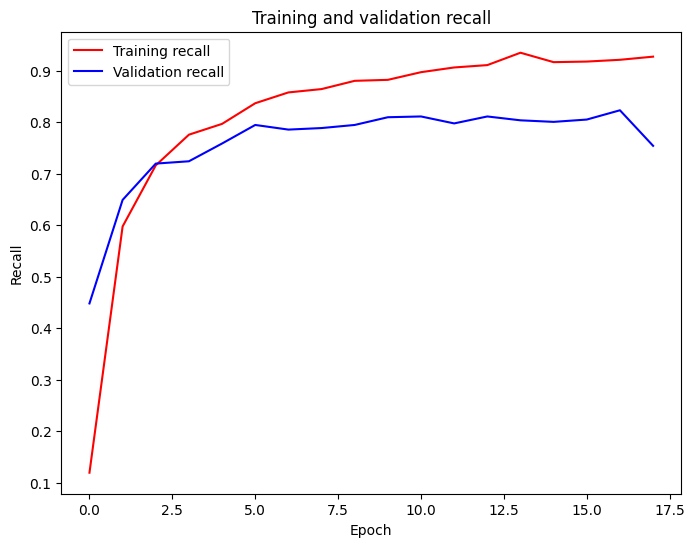 Training and validation recall
Training recall
Validation recall
Recall
0.9
0.8
0.7
0.6
0.5
0.4
0.3
0.2
0.1
0.0 2.5 5.0 7.5 10.0 12.5 15.0 17.5
Epoch